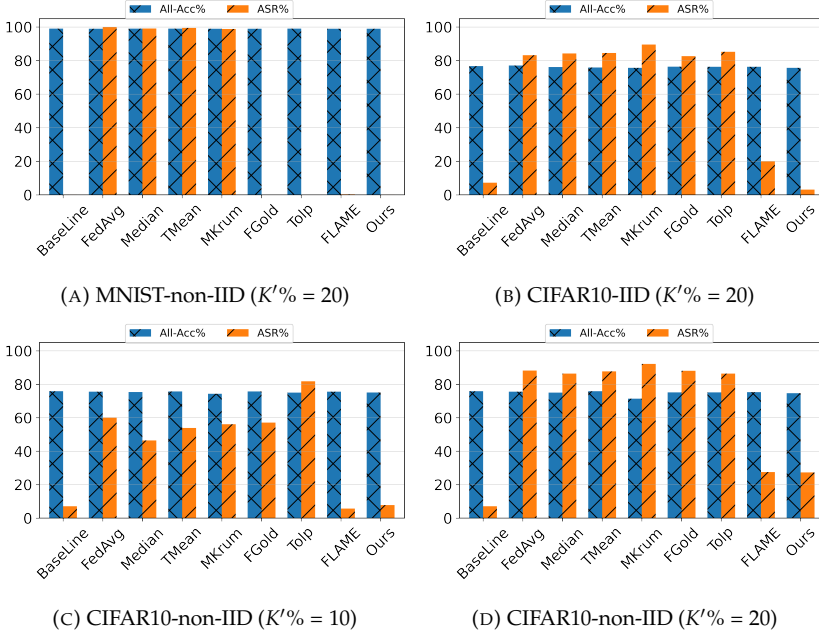 All-Acc% ASR%
100
80
60
40
20
0
BaseLine FedAvg Median TMean MKrum FGold Tolp FLAME Ours
(A) MNIST-non-IID (K′% = 20)
All-Acc% ASR%
100
80
60
40
20
0
BaseLine FedAvg Median TMean MKrum FGold Tolp FLAME Ours
(B) CIFAR10-IID (K′% = 20)
All-Acc% ASR%
100
80
60
40
20
0
BaseLine FedAvg Median TMean MKrum FGold Tolp FLAME Ours
(C) CIFAR10-non-IID (K′% = 10)
All-Acc% ASR%
100
80
60
40
20
0
BaseLine FedAvg Median TMean MKrum FGold Tolp FLAME Ours
(D) CIFAR10-non-IID (K′% = 20)